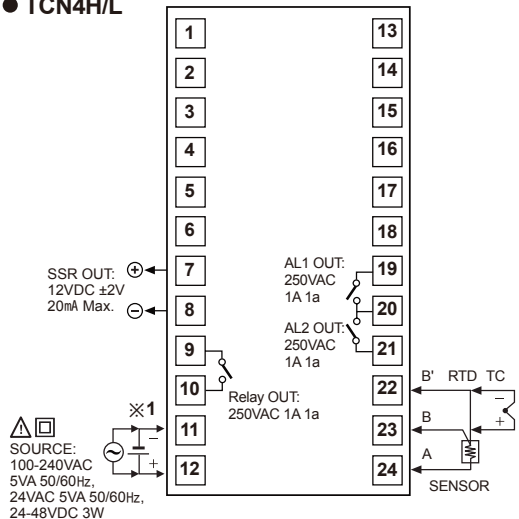 ● TCN4H/L
1
2
3
4
5
6
7
8
9
10
11
12
13
14
15
16
17
18
19
20
21
22
23
24
SSR OUT:
12VDC ±2V
20mA Max.
+
−
Relay OUT:
250VAC 1A 1a
AL1 OUT:
250VAC
1A 1a
AL2 OUT:
250VAC
1A 1a
※1
−
+
SOURCE:
100-240VAC
5VA 50/60Hz,
24VAC 5VA 50/60Hz,
24-48VDC 3W
B' RTD TC
−
+
B
A
SENSOR